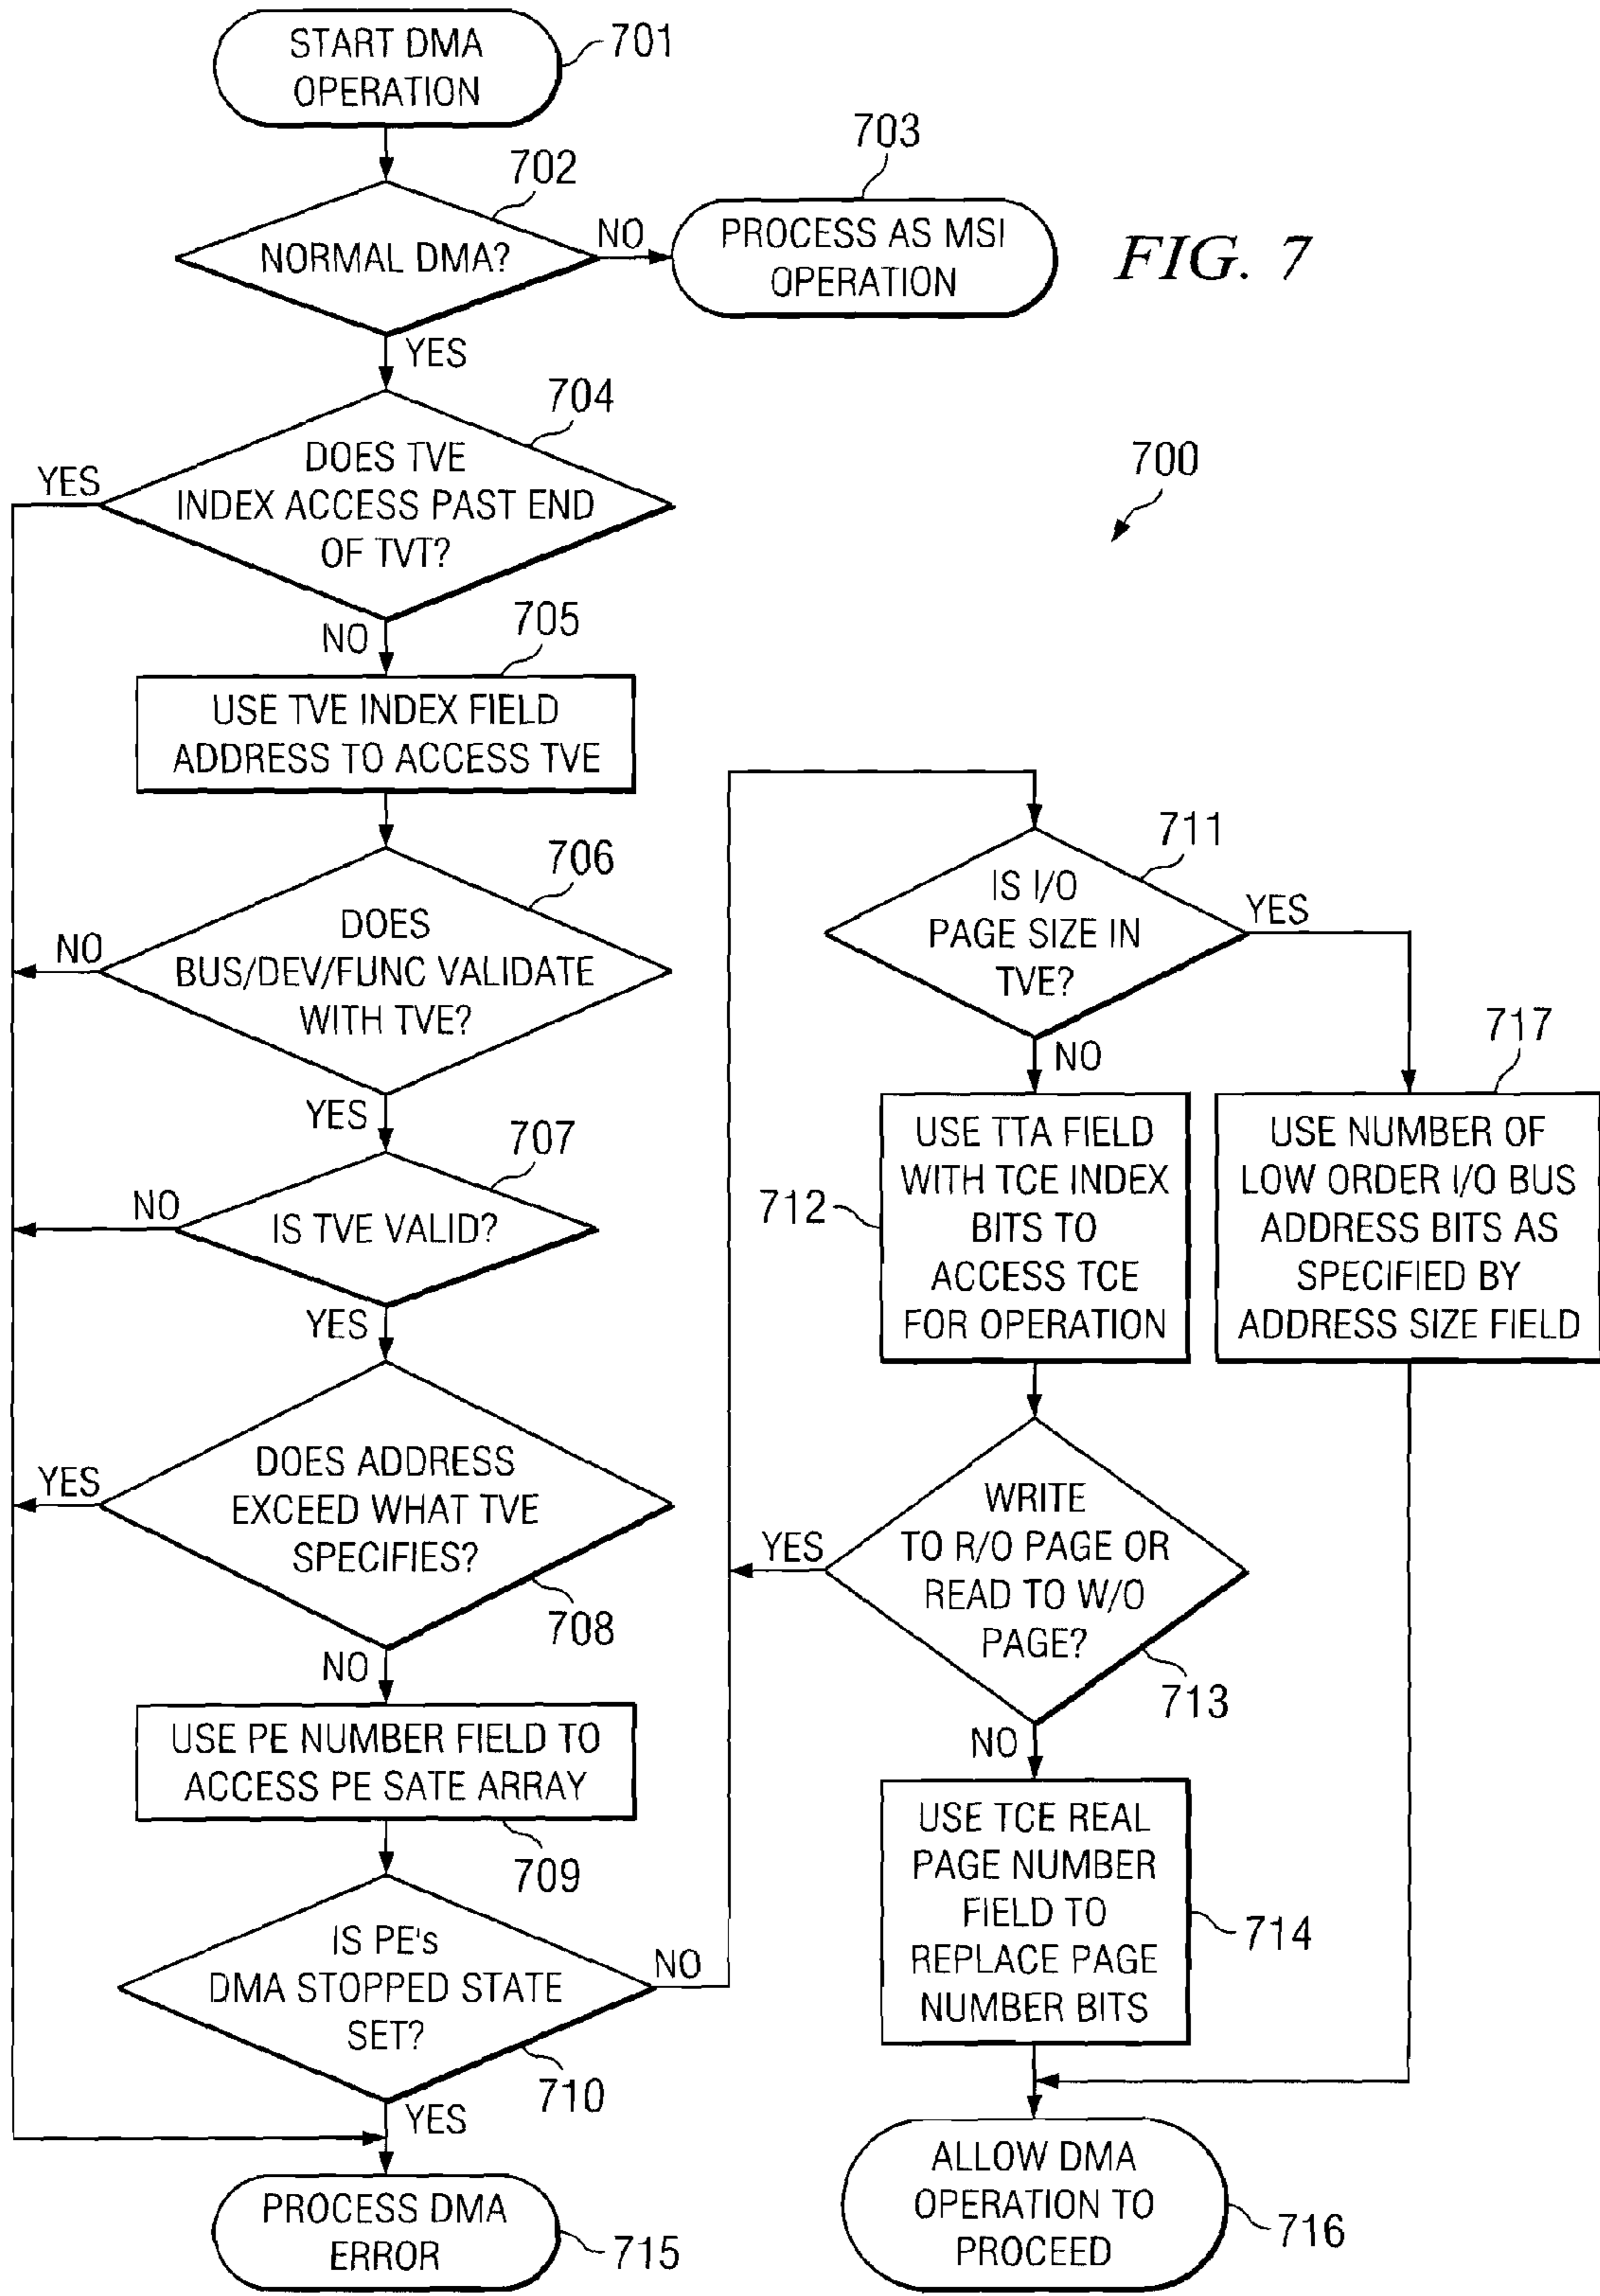 START DMA
OPERATION
701
702
NORMAL DMA?
NO
YES
703
PROCESS AS MSI
OPERATION
FIG. 7
700
704
DOES TVE
INDEX ACCESS PAST END
OF TVT?
YES
NO
705
USE TVE INDEX FIELD
ADDRESS TO ACCESS TVE
706
DOES
BUS/DEV/FUNC VALIDATE
WITH TVE?
NO
YES
707
IS TVE VALID?
NO
YES
DOES ADDRESS
EXCEED WHAT TVE
SPECIFIES?
YES
708
NO
USE PE NUMBER FIELD TO
ACCESS PE SATE ARRAY
709
IS PE's
DMA STOPPED STATE
SET?
NO
710
YES
PROCESS DMA
ERROR
715
711
IS I/O
PAGE SIZE IN
TVE?
YES
NO
712
USE TTA FIELD
WITH TCE INDEX
BITS TO
ACCESS TCE
FOR OPERATION
717
USE NUMBER OF
LOW ORDER I/O BUS
ADDRESS BITS AS
SPECIFIED BY
ADDRESS SIZE FIELD
WRITE
TO R/O PAGE OR
READ TO W/O
PAGE?
YES
713
NO
USE TCE REAL
PAGE NUMBER
FIELD TO
REPLACE PAGE
NUMBER BITS
714
ALLOW DMA
OPERATION TO
PROCEED
716